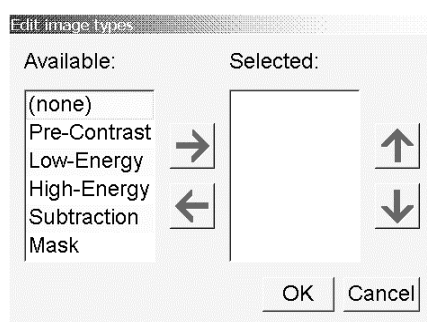 Edit image types
Available:
Selected:
(none)
Pre-Contrast
Low-Energy
High-Energy
Subtraction
Mask
OK
Cancel